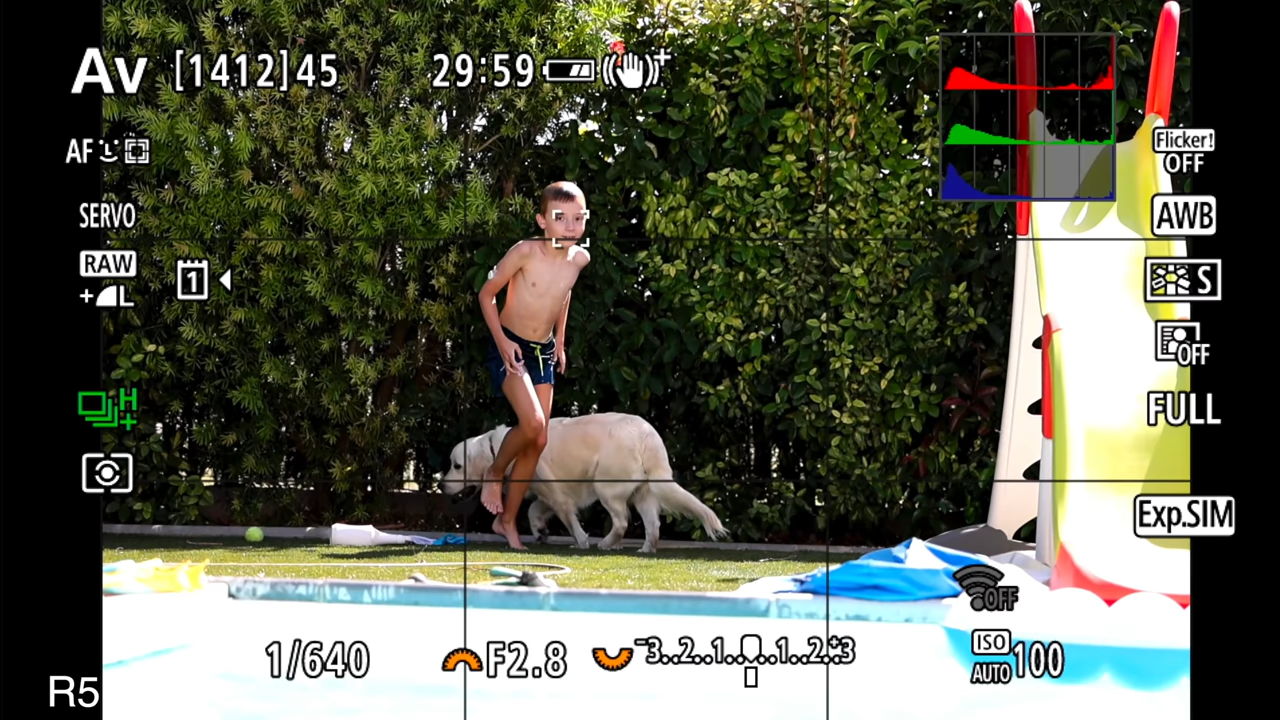 Av [1412]45 29:59
Flicker!
OFF
AF
SERVO
AWB
RAW
+L
1
S
OFF
H
+
FULL
Exp.SIM
OFF
1/640 F2.8 -3..2..1..0..1..2..+3 ISO AUTO 100
R5